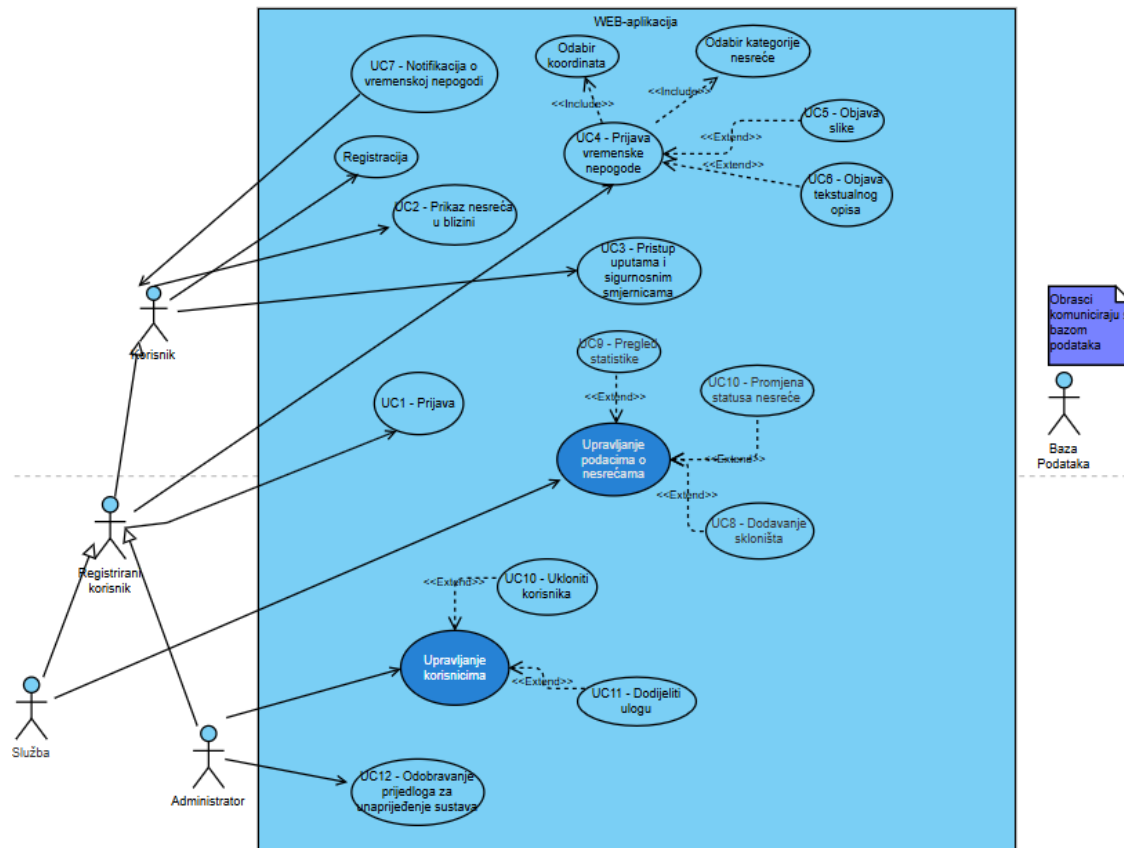 WEB-aplikacija
UC7 - Notifikacija o
vremenskoj nepogodi
Odabir
koordinata
Odabir kategorije
nesreće
<<Include>>
<<Include>>
UC5 - Objava
slike
<<Extend>>
UC4 - Prijava
vremenske
nepogode
<<Extend>>
UC6 - Objava
tekstualnog
opisa
Registracija
UC2 - Prikaz nesreća
u blizini
UC3 - Pristup
uputama i
sigurnosnim
smjernicama
Korisnik
Obrasci
komuniciraju s
bazom
podataka
UC9 - Pregled
statistike
<<Extend>>
UC10 - Promjena
statusa nesreće
UC1 - Prijava
Upravljanje
podacima o
nesrećama
<<Extend>>
Baza
Podataka
<<Extend>>
UC8 - Dodavanje
skloništa
Registrirani
korisnik
<<Extend>>
UC10 - Ukloniti
korisnika
Upravljanje
korisnicima
<<Extend>>
UC11 - Dodijeliti
ulogu
Služba
Administrator
UC12 - Odobravanje
prijedloga za
unaprijeđenje sustava